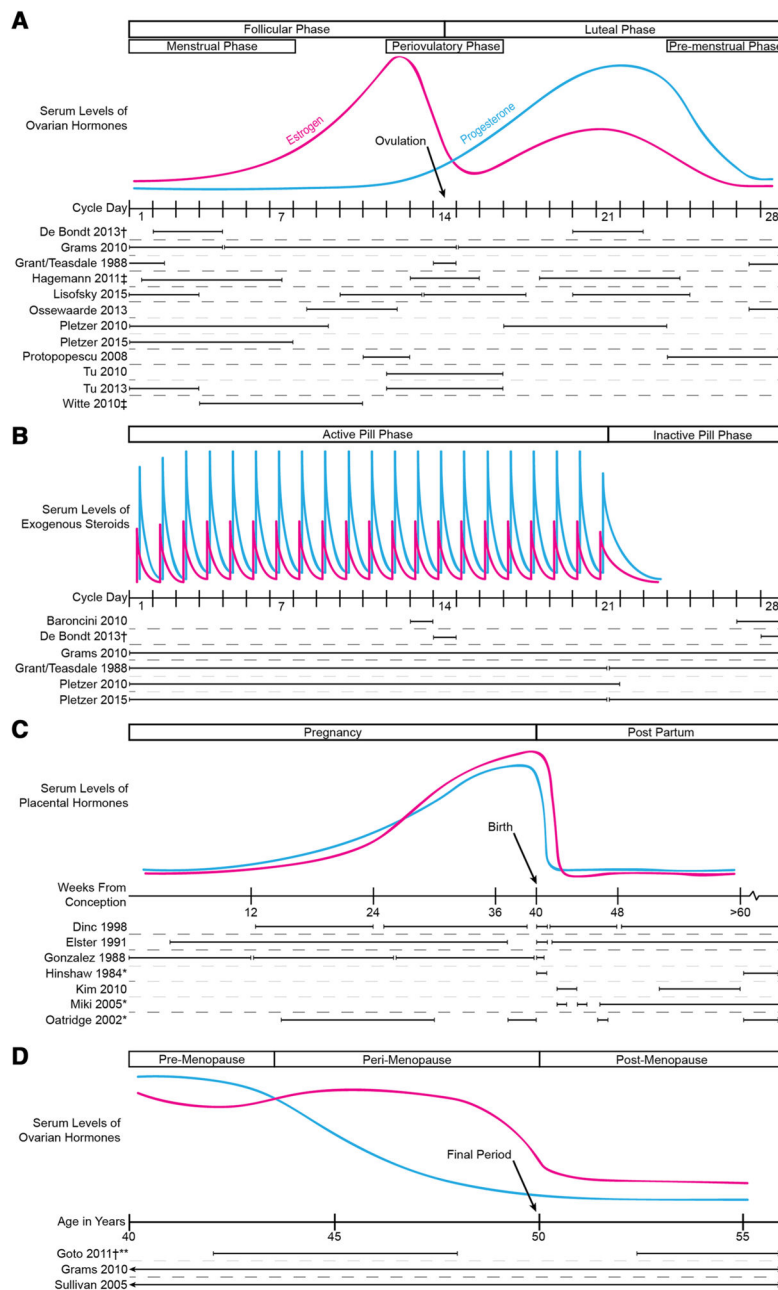 A
Follicular Phase Luteal Phase
Menstrual Phase Periovulatory Phase Pre-menstrual Phase
Serum Levels of
Ovarian Hormones
Estrogen
Progesterone
Ovulation
Cycle Day
1 7 14 21 28
De Bondt 2013†
Grams 2010
Grant/Teasdale 1988
Hagemann 2011‡
Lisofsky 2015
Ossewaarde 2013
Pletzer 2010
Pletzer 2015
Protopopescu 2008
Tu 2010
Tu 2013
Witte 2010‡
B
Active Pill Phase Inactive Pill Phase
Serum Levels of
Exogenous Steroids
Cycle Day
1 7 14 21 28
Baroncini 2010
De Bondt 2013†
Grams 2010
Grant/Teasdale 1988
Pletzer 2010
Pletzer 2015
C
Pregnancy Post Partum
Serum Levels of
Placental Hormones
Birth
Weeks From
Conception
12 24 36 40 48 >60
Dinc 1998
Elster 1991
Gonzalez 1988
Hinshaw 1984*
Kim 2010
Miki 2005*
Oatridge 2002*
D
Pre-Menopause Peri-Menopause Post-Menopause
Serum Levels of
Ovarian Hormones
Final Period
Age in Years
40 45 50 55
Goto 2011†**
Grams 2010
Sullivan 2005